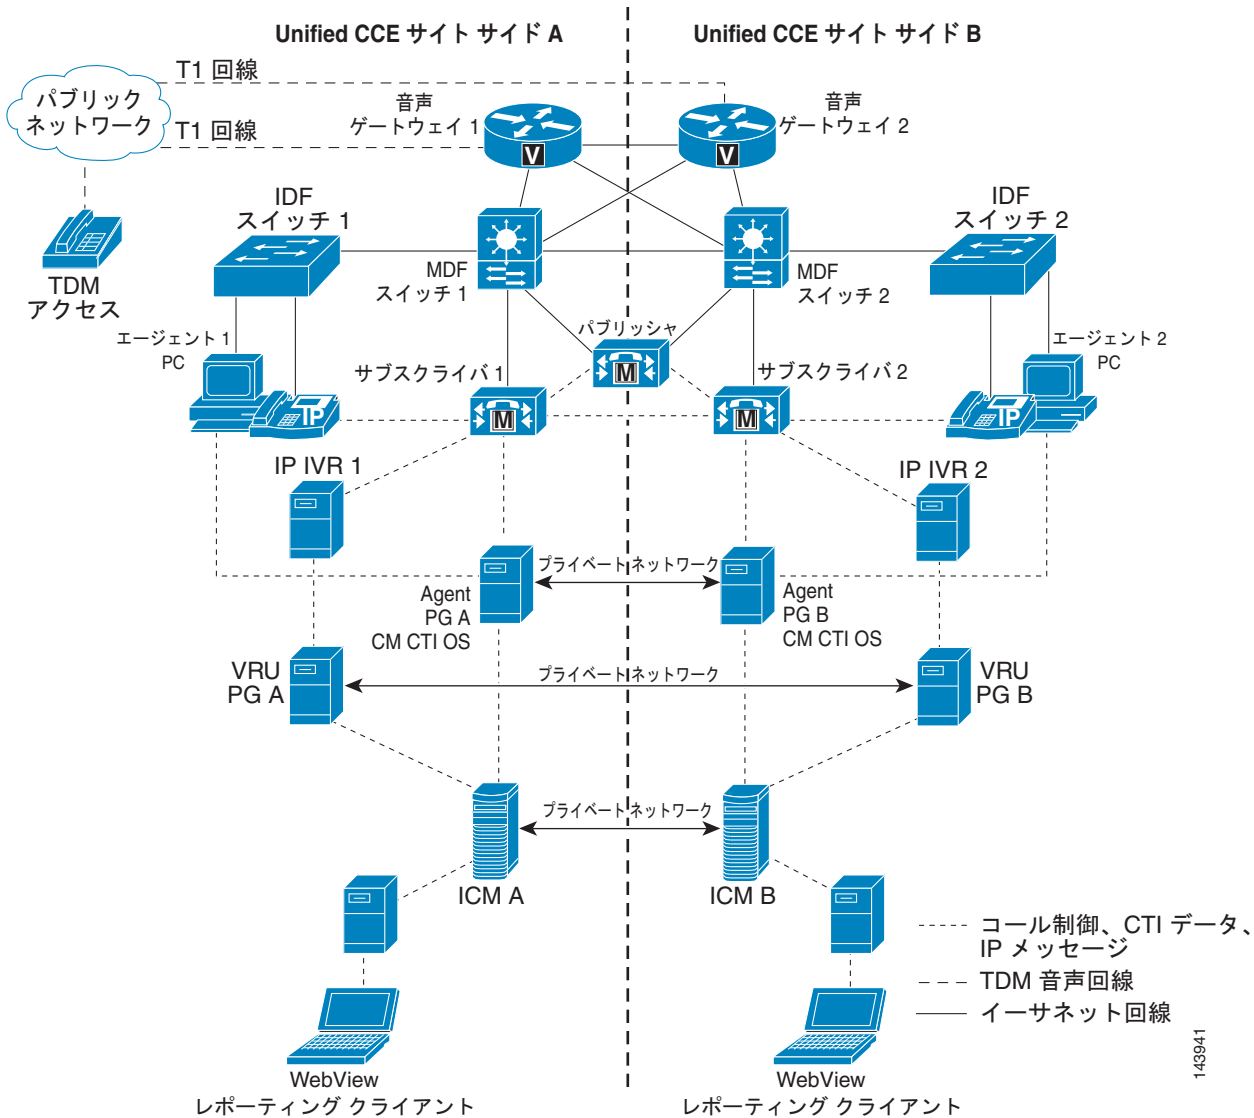 Unified CCE サイト サイド A
Unified CCE サイト サイド B
T1 回線
パブリック
ネットワーク
T1 回線
音声
ゲートウェイ 1
音声
ゲートウェイ 2
V
V
IDF
スイッチ 1
IDF
スイッチ 2
TDM
アクセス
MDF
スイッチ 1
MDF
スイッチ 2
パブリッシャ
エージェント 1
PC
エージェント 2
PC
サブスクライバ 1
サブスクライバ 2
M
M
M
IP
IP
IP IVR 1
IP IVR 2
プライベート ネットワーク
Agent
PG A
CM CTI OS
Agent
PG B
CM CTI OS
VRU
PG A
プライベート ネットワーク
VRU
PG B
プライベート ネットワーク
ICM A
ICM B
コール制御、CTI データ、
IP メッセージ
TDM 音声回線
イーサネット回線
143941
WebView
レポーティング クライアント
WebView
レポーティング クライアント